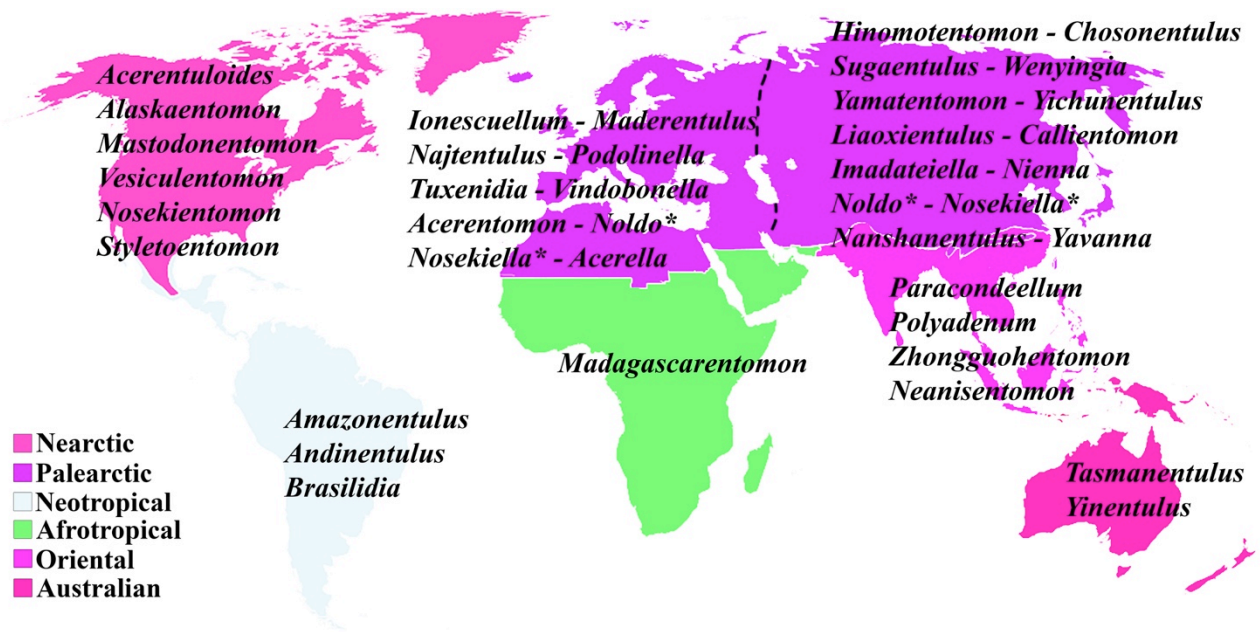 Acerentuloides
Alaskaentomon
Mastodonentomon
Vesiculentomon
Nosekientomon
Styletoentomon
Ionescuellum - Maderentulus
Najtentulus - Podolinella
Tuxenidia - Vindobonella
Acerentomon - Noldo*
Nosekiella* - Acerella
Hinomotentomon - Chosonentulus
Sugaentulus - Wenyingia
Yamatentomon - Yichunentulus
Liaoxientulus - Callientomon
Imadateiella - Nienna
Noldo* - Nosekiella*
Nanshanentulus - Yavanna
Paracondeellum
Polyadenum
Zhongguohentomon
Neanisentomon
Madagascarentomon
Amazonentulus
Andinentulus
Brasilidia
Tasmanentulus
Yinentulus
Nearctic
Palearctic
Neotropical
Afrotropical
Oriental
Australian